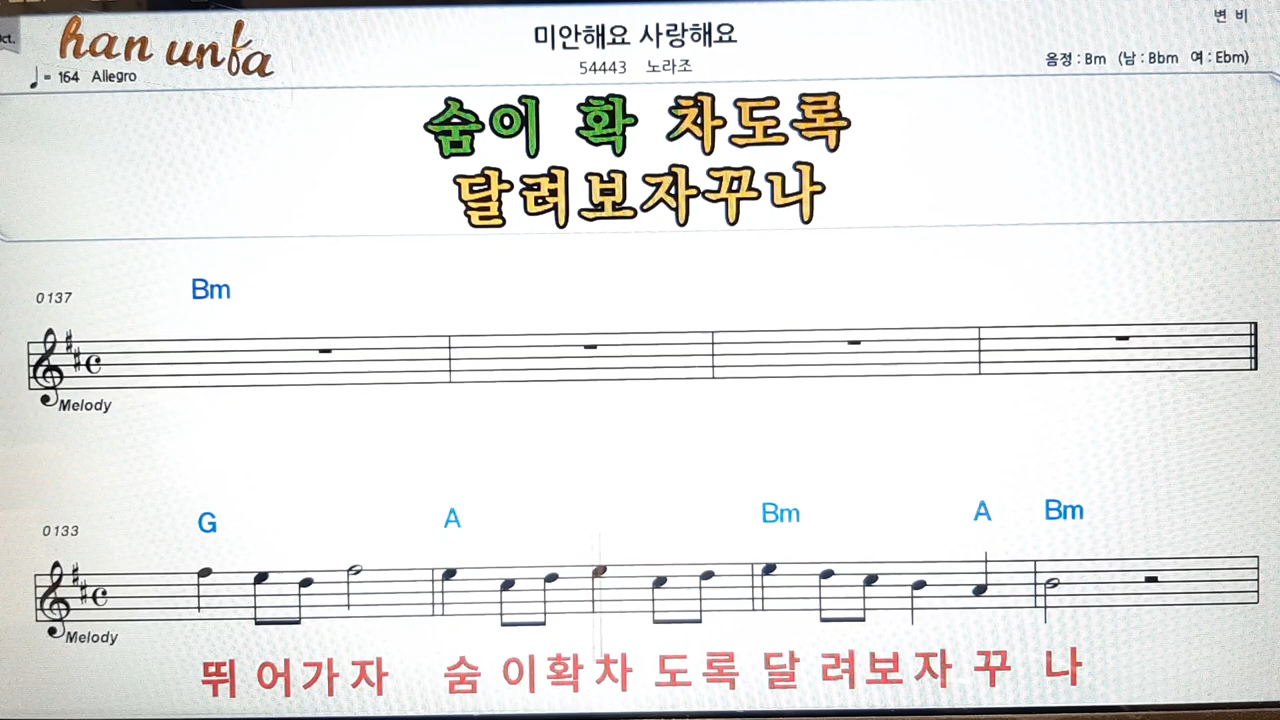 변 비
han unfa
미안해요 사랑해요
♩= 164 Allegro
54443 노라조
음정 : Bm (남 : Bbm 여 : Ebm)
숨이 확 차도록
달려보자꾸나
0137
Bm
Melody
0133
G A Bm A Bm
Melody
뛰 어가자 숨 이확차 도록 달 려보자 꾸 나